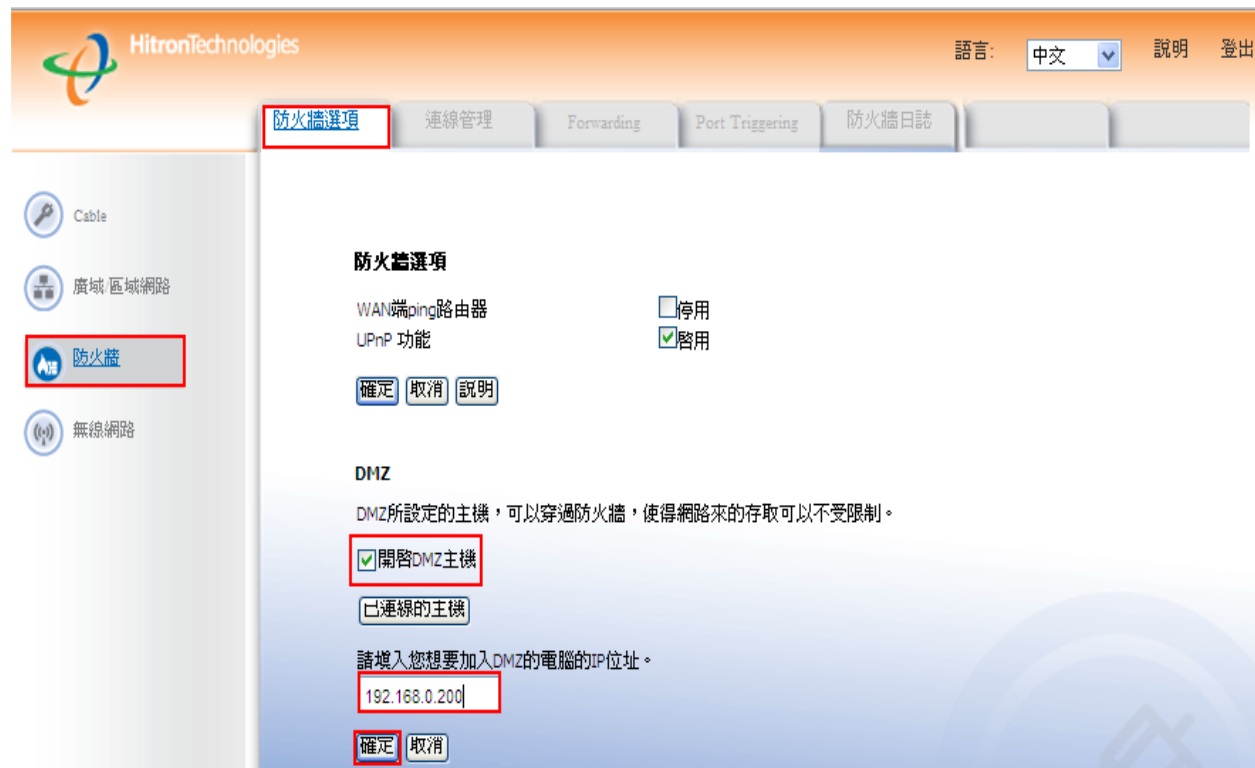 HitronTechnologies
語言: 中文 說明 登出
防火牆選項 連線管理 Forwarding Port Triggering 防火牆日誌
Cable
廣域/區域網路
防火牆
無線網路
防火牆選項
WAN端ping路由器 停用
UPnP 功能 啓用
確定 取消 說明
DMZ
DMZ所設定的主機，可以穿過防火牆，使得網路來的存取可以不受限制。
開啓DMZ主機
已連線的主機
請填入您想要加入DMZ的電腦的IP位址。
192.168.0.200
確定 取消